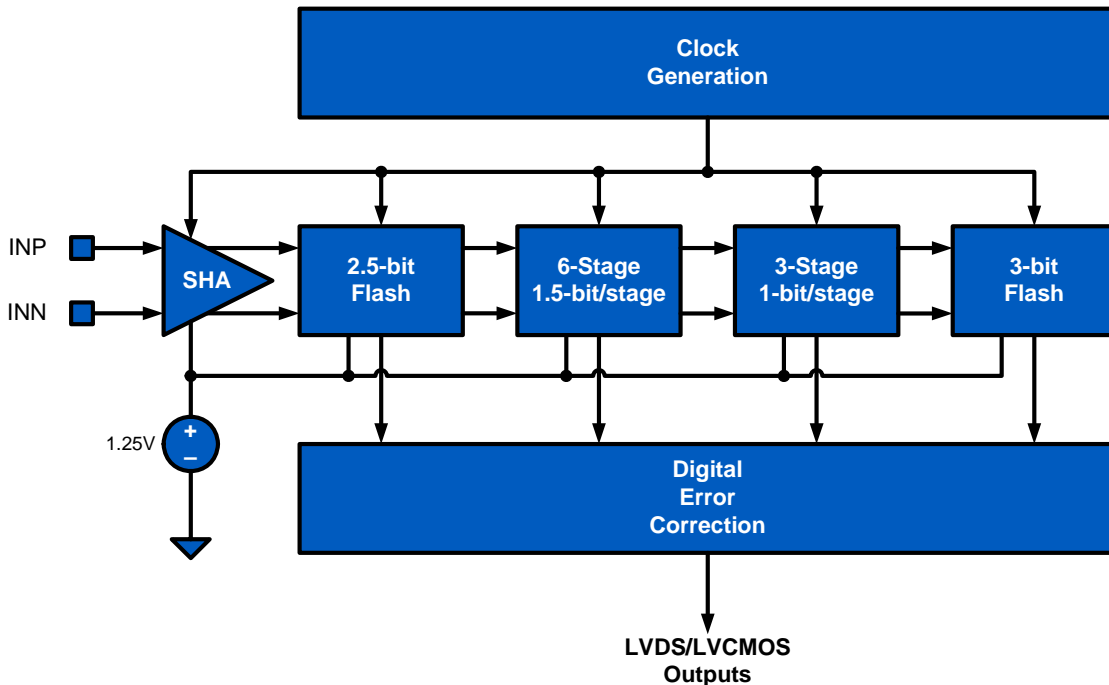 Clock
Generation
INP
INN
SHA
2.5-bit
Flash
6-Stage
1.5-bit/stage
3-Stage
1-bit/stage
3-bit
Flash
1.25V
+
–
Digital
Error
Correction
LVDS/LVCMOS
Outputs